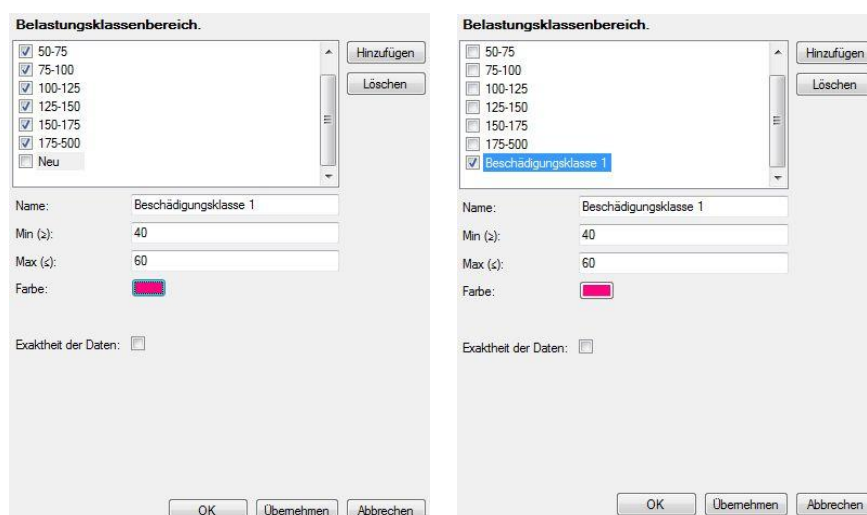 Belastungsklassenbereich.
50-75
75-100
100-125
125-150
150-175
175-500
Neu
Hinzufügen
Löschen
Name: Beschädigungsklasse 1
Min (≥): 40
Max (≤): 60
Farbe:
Exaktheit der Daten:
OK Übernehmen Abbrechen
Belastungsklassenbereich.
50-75
75-100
100-125
125-150
150-175
175-500
Beschädigungsklasse 1
Hinzufügen
Löschen
Name: Beschädigungsklasse 1
Min (≥): 40
Max (≤): 60
Farbe:
Exaktheit der Daten:
OK Übernehmen Abbrechen